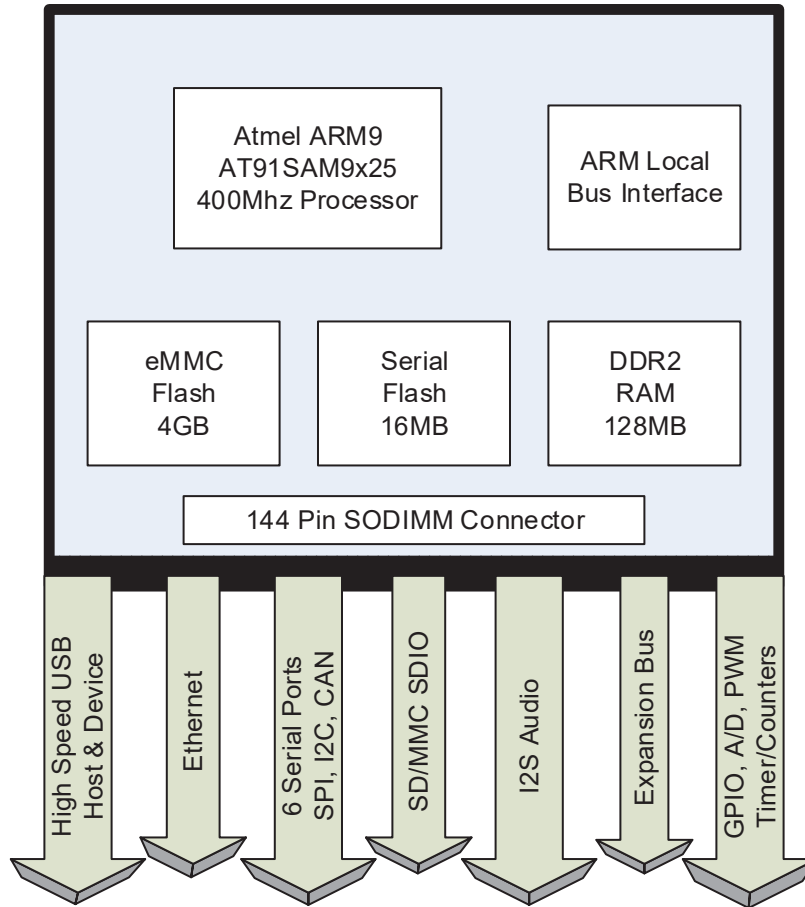 Atmel ARM9
AT91SAM9x25
400Mhz Processor
ARM Local
Bus Interface
eMMC
Flash
4GB
Serial
Flash
16MB
DDR2
RAM
128MB
144 Pin SODIMM Connector
High Speed USB
Host & Device
Ethernet
6 Serial Ports
SPI, I2C, CAN
SD/MMC SDIO
I2S Audio
Expansion Bus
GPIO, A/D, PWM
Timer/Counters